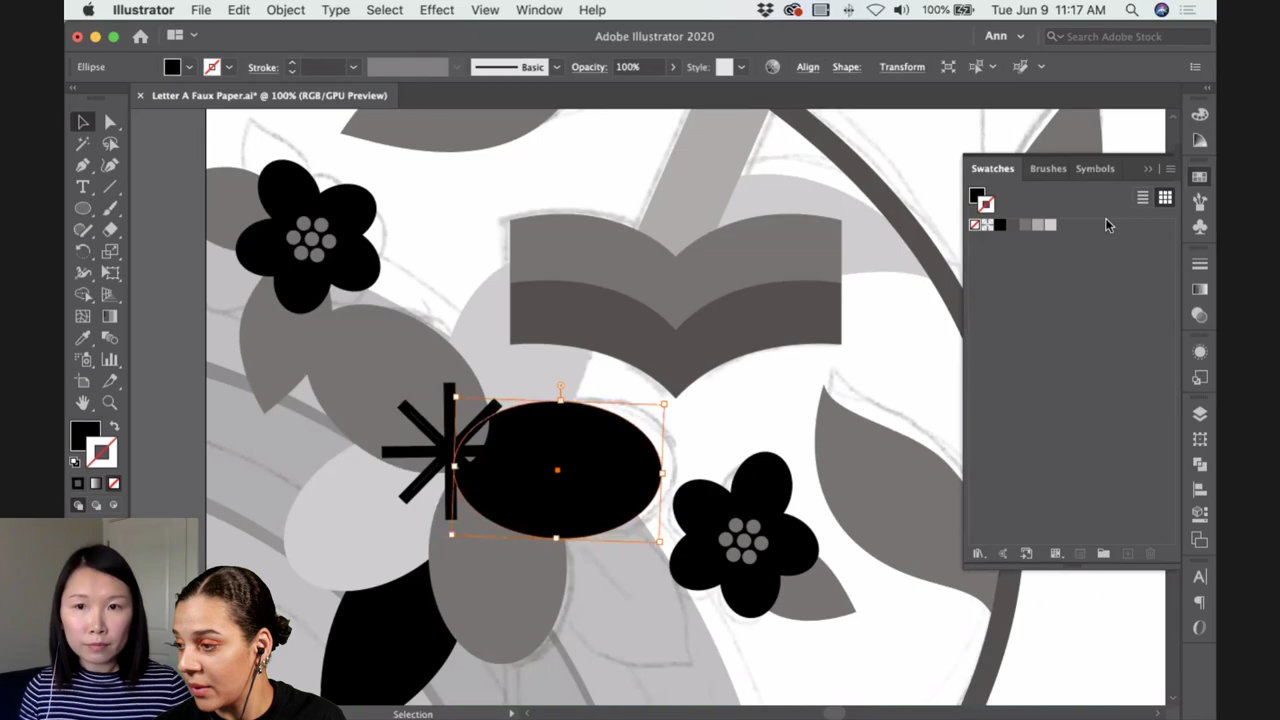 Illustrator File Edit Object Type Select Effect View Window Help 100% Tue Jun 9 11:17 AM
Adobe Illustrator 2020 Ann Search Adobe Stock
Ellipse Stroke: Basic Opacity: 100% Style: Align Shape: Transform
Letter A Faux Paper.ai* @ 100% (RGB/GPU Preview)
Swatches Brushes Symbols
Selection